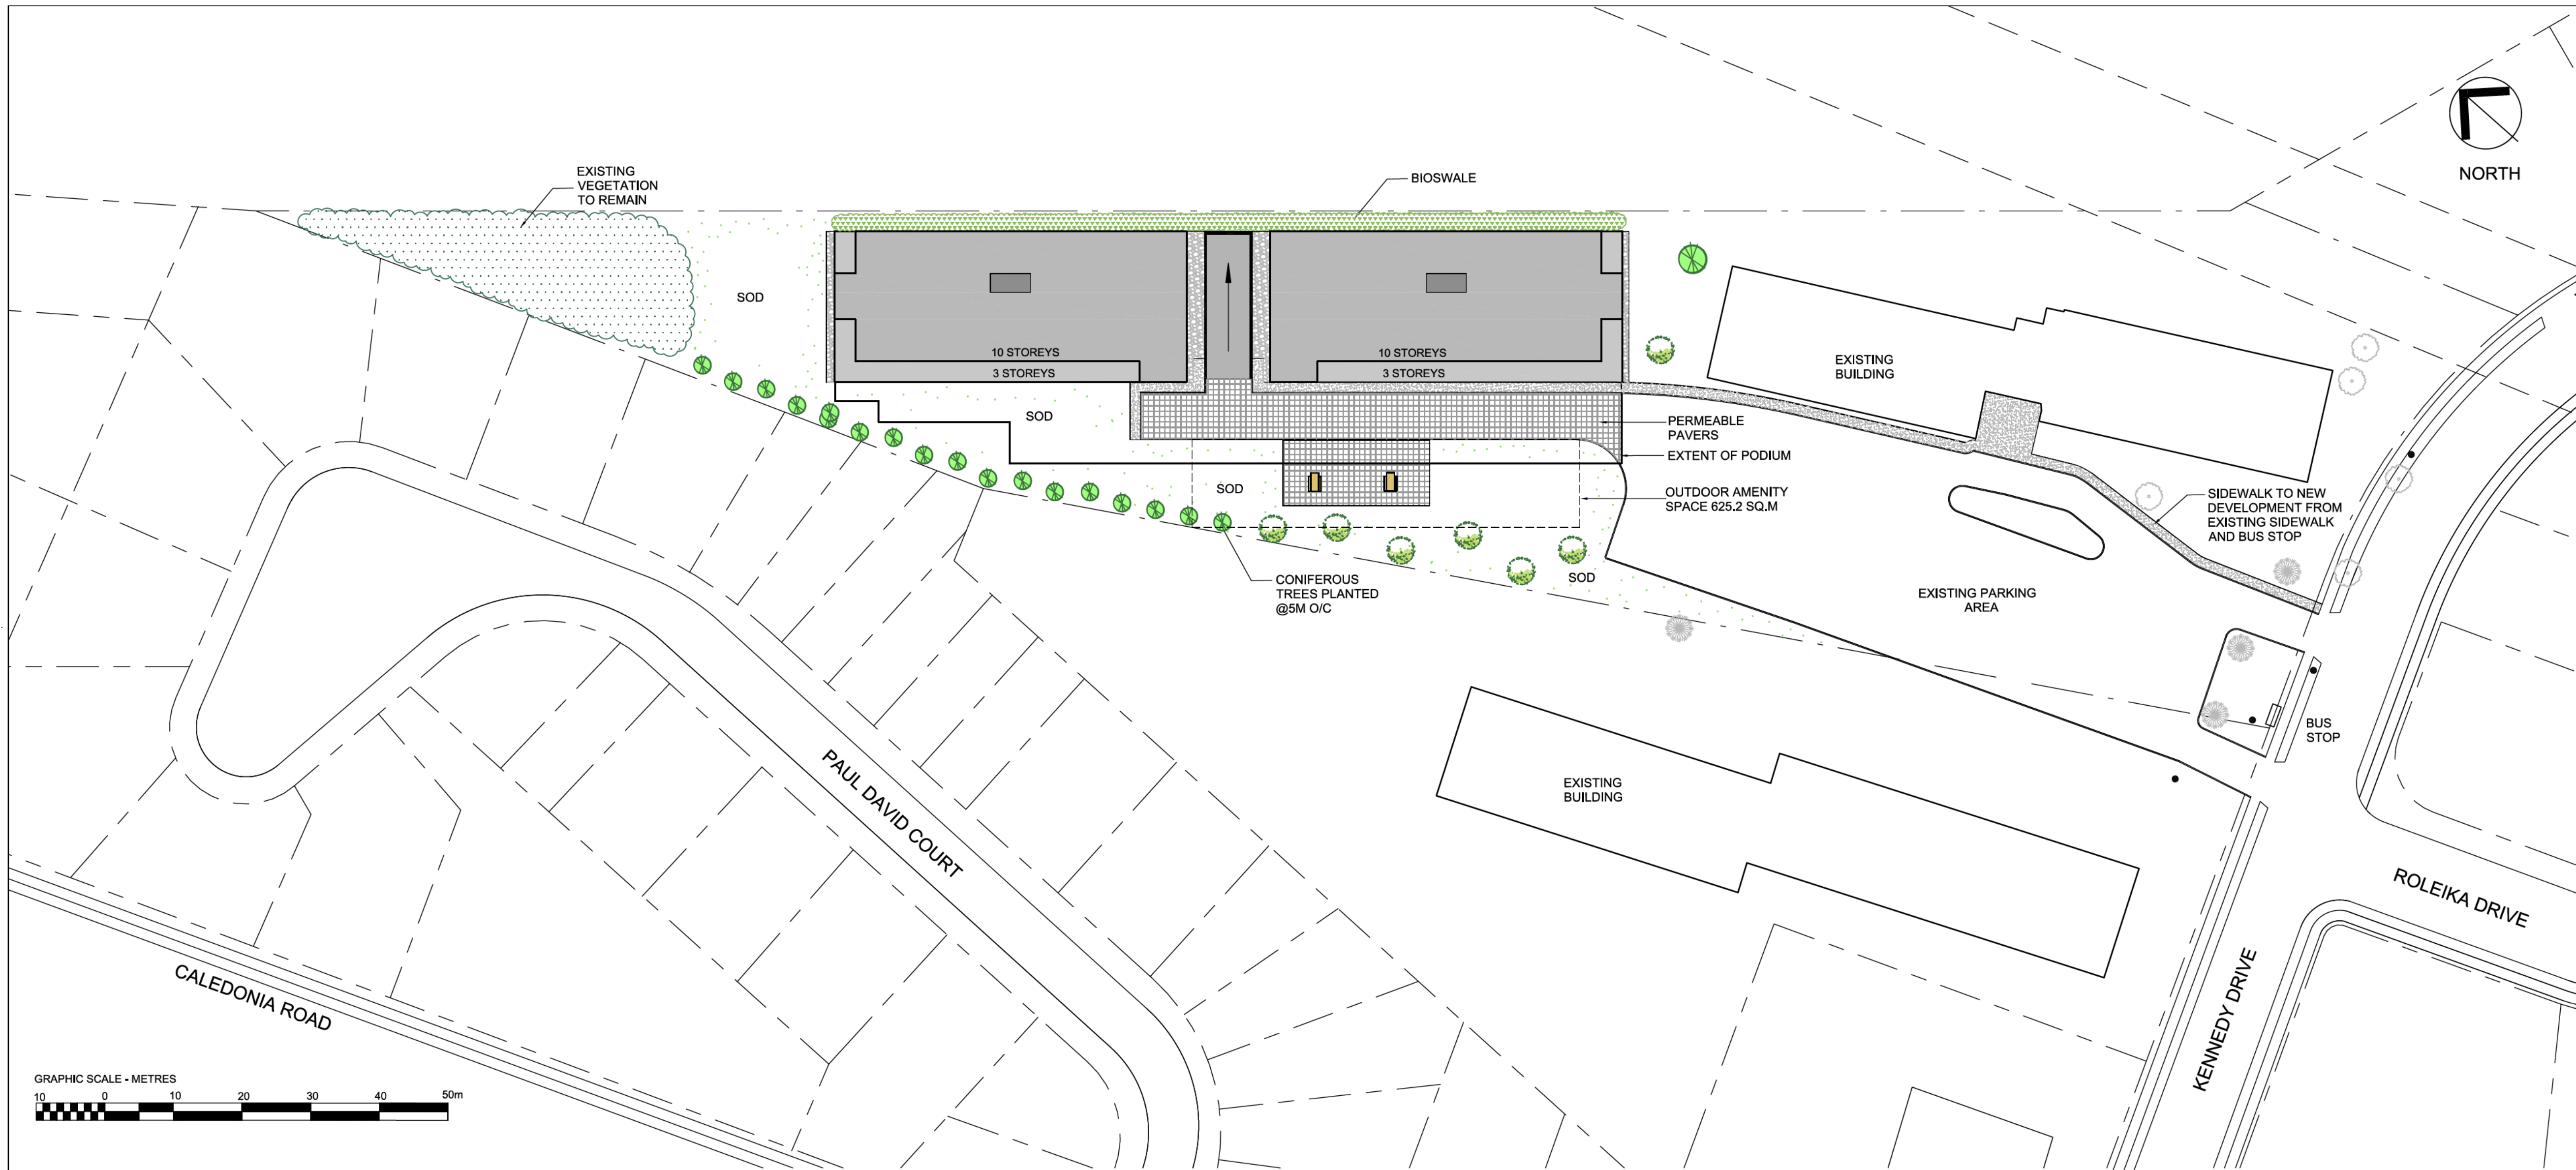 NORTH
EXISTING
VEGETATION
TO REMAIN
BIOSWALE
SOD
10 STOREYS
3 STOREYS
10 STOREYS
3 STOREYS
EXISTING
BUILDING
SOD
PERMEABLE
PAVERS
EXTENT OF PODIUM
SOD
OUTDOOR AMENITY
SPACE 625.2 SQ.M
SIDEWALK TO NEW
DEVELOPMENT FROM
EXISTING SIDEWALK
AND BUS STOP
CONIFEROUS
TREES PLANTED
@5M O/C
SOD
EXISTING PARKING
AREA
BUS
STOP
EXISTING
BUILDING
PAUL DAVID COURT
ROLEIKA DRIVE
KENNEDY DRIVE
CALEDONIA ROAD
GRAPHIC SCALE - METRES
10 0 10 20 30 40 50m